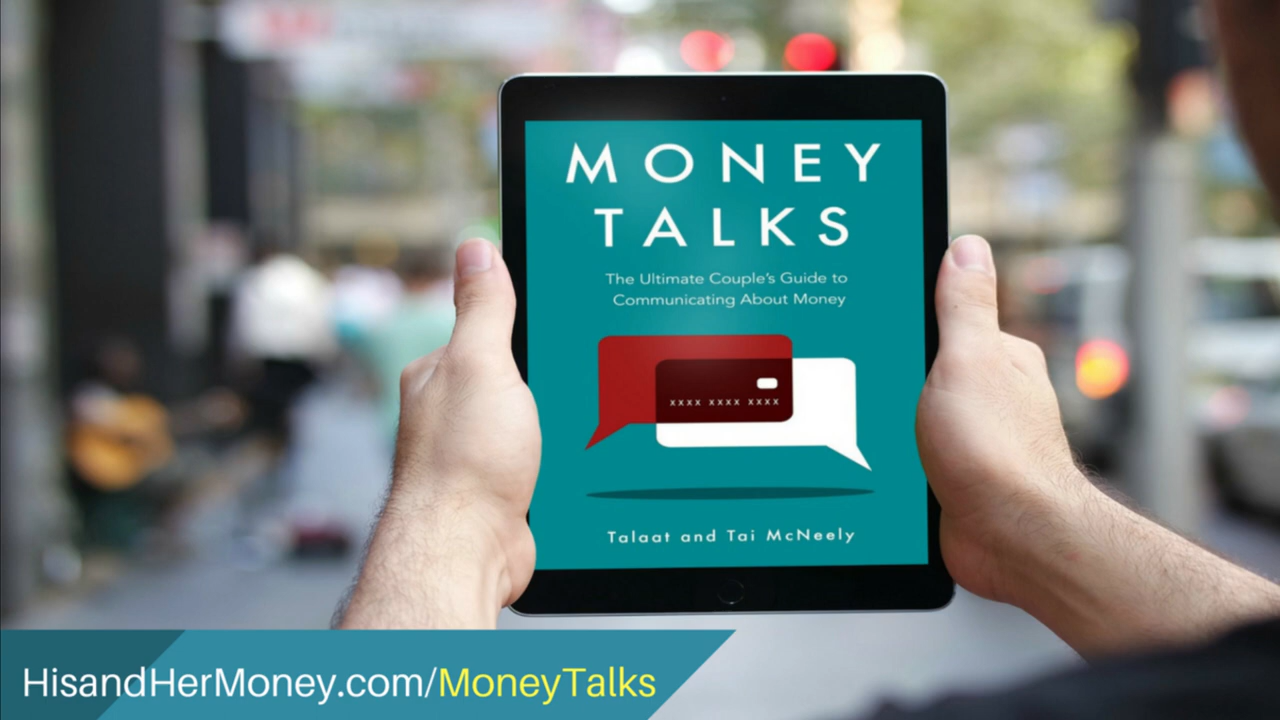 MONEY
TALKS
The Ultimate Couple's Guide to
Communicating About Money
xxxx xxxx xxxx
Talaat and Tai McNeely
HisandHerMoney.com/MoneyTalks